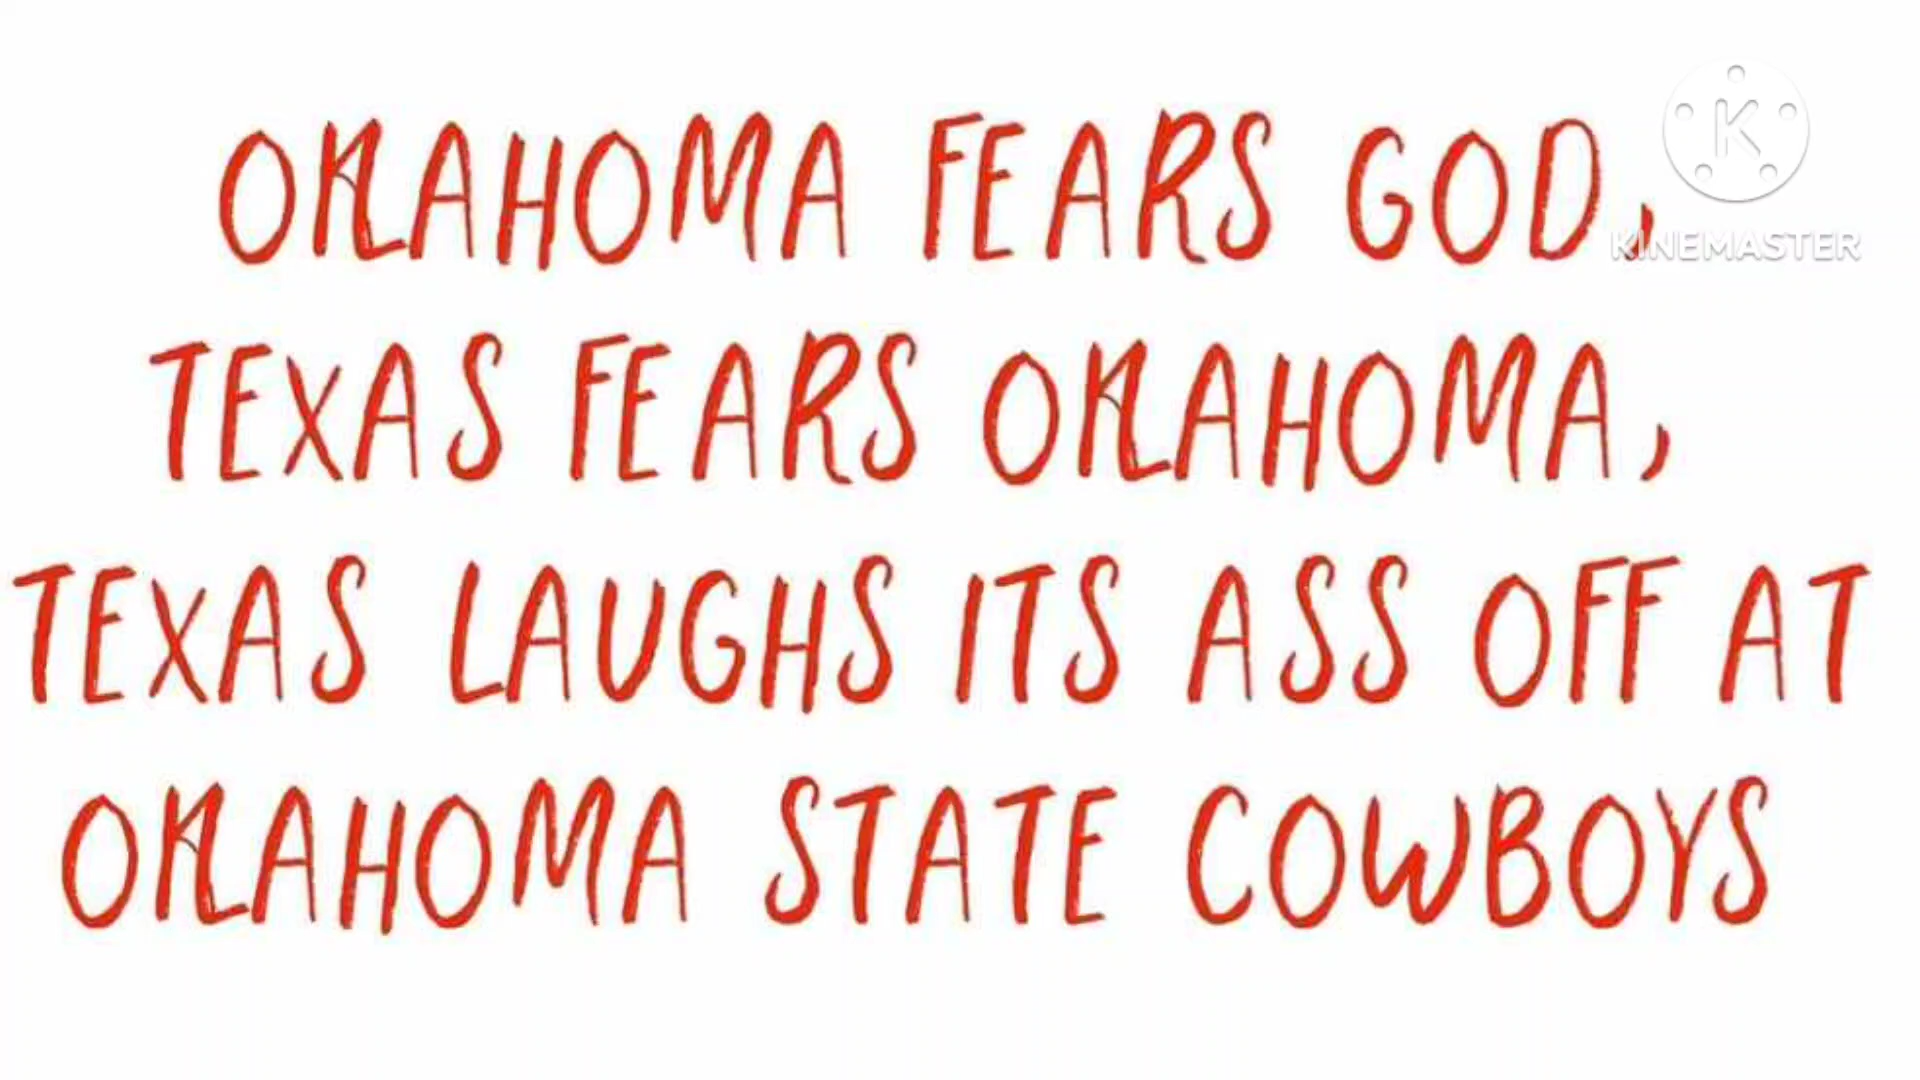 OKLAHOMA FEARS GOD,
K
KINEMASTER
TEXAS FEARS OKLAHOMA,
TEXAS LAUGHS ITS ASS OFF AT
OKLAHOMA STATE COWBOYS